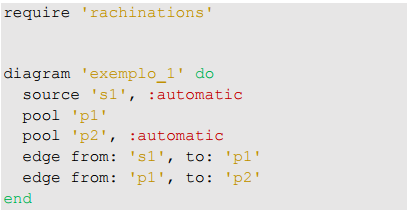 require 'rachinations'
diagram 'exemplo_1' do
source 's1', :automatic
pool 'p1'
pool 'p2', :automatic
edge from: 's1', to: 'p1'
edge from: 'p1', to: 'p2'
end